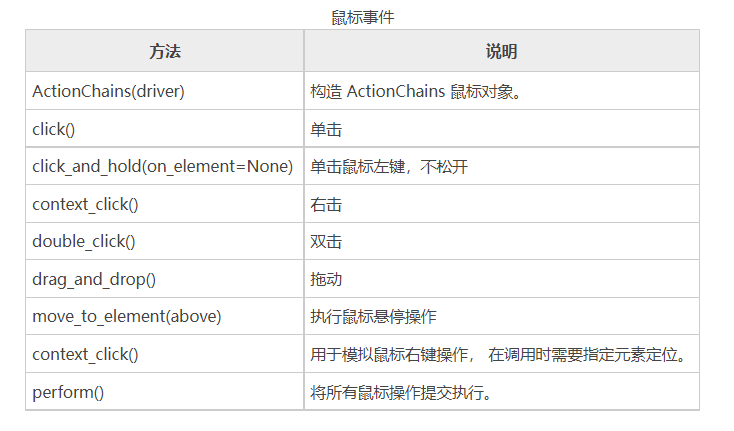 鼠标事件
方法 说明
ActionChains(driver) 构造 ActionChains 鼠标对象。
click() 单击
click_and_hold(on_element=None) 单击鼠标左键，不松开
context_click() 右击
double_click() 双击
drag_and_drop() 拖动
move_to_element(above) 执行鼠标悬停操作
context_click() 用于模拟鼠标右键操作， 在调用时需要指定元素定位。
perform() 将所有鼠标操作提交执行。